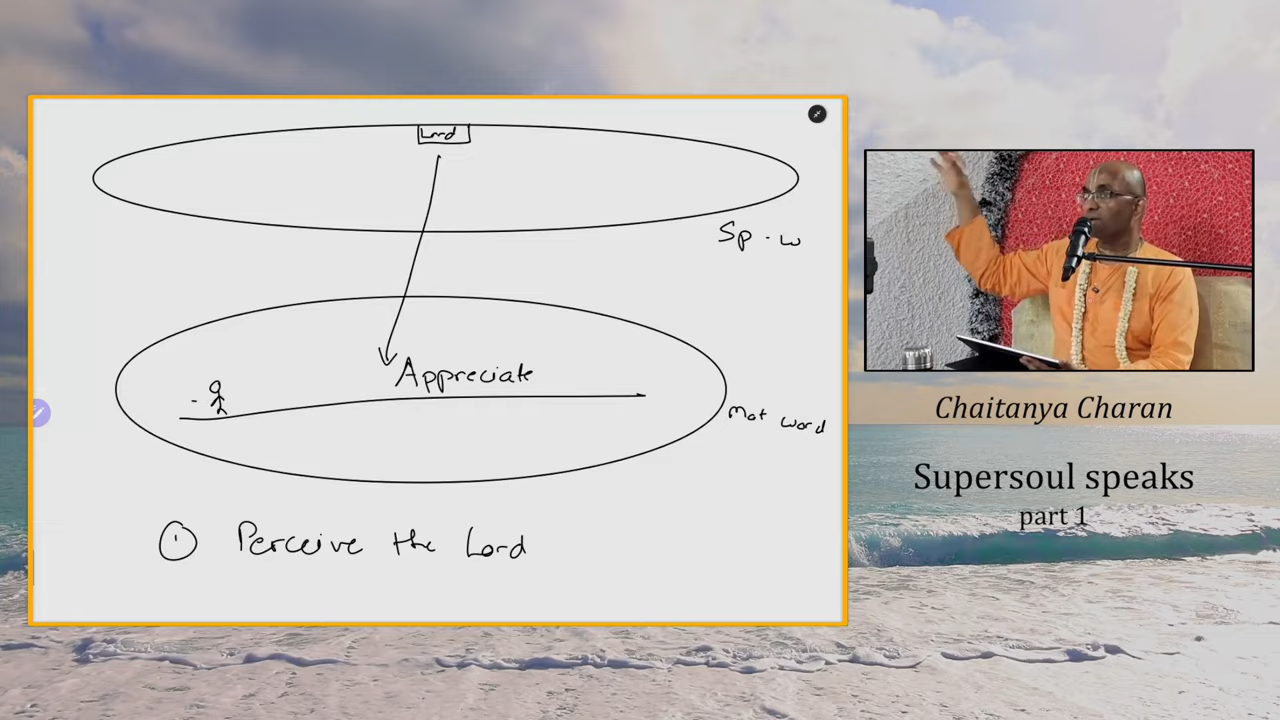 Lord
Sp. w
Appreciate
Mat word
① Perceive the Lord
Chaitanya Charan
Supersoul speaks
part 1